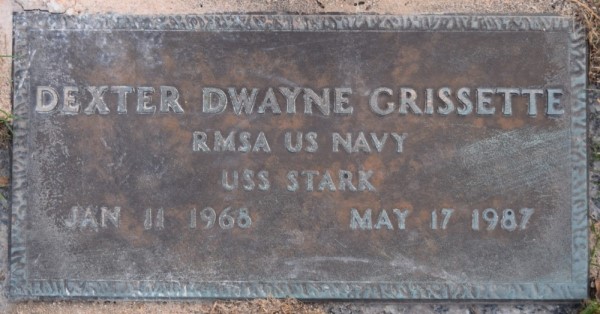 DEXTER DWAYNE GRISSETTE
RMSA US NAVY
USS STARK
JAN 11 1968 MAY 17 1987